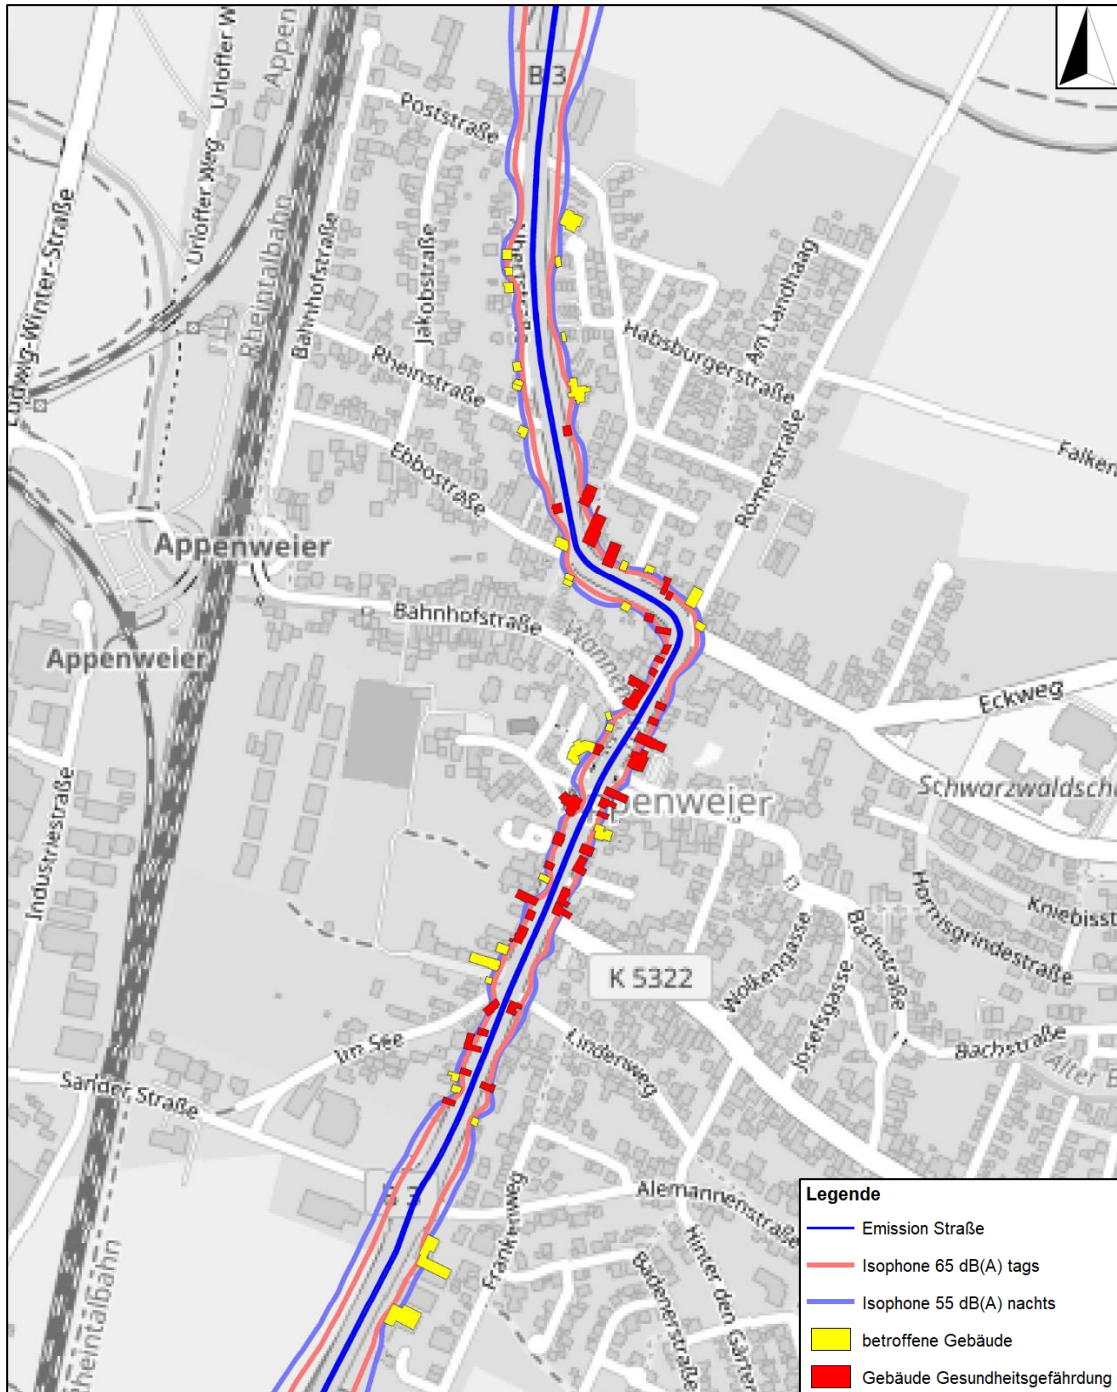 Urloffer W
Appen
B 3
Poststraße
Urloffer Weg
Ludwig-Winter-Straße
Rheintalbahn
Bahnhofstraße
Jakobstraße
Am Landhaag
Habsburgerstraße
Rheinstraße
Ebbostraße
Römerstraße
Falken
Appenweier
Bahnhofstraße
Appenweier
Eckweg
Schwarzwaldsch
Appenweier
Industriestraße
Kniebisst
Hornisgrindestraße
Bachstraße
Wolkengasse
K 5322
Josefsgasse
Im See
Lindenweg
Bachstraße
Alter B
Sander Straße
Alemannenstraße
Frankenweg
Hinter den Gärten
Badenerstraße
Rheintalbahn
Legende
Emission Straße
Isophone 65 dB(A) tags
Isophone 55 dB(A) nachts
betroffene Gebäude
Gebäude Gesundheitsgefährdung